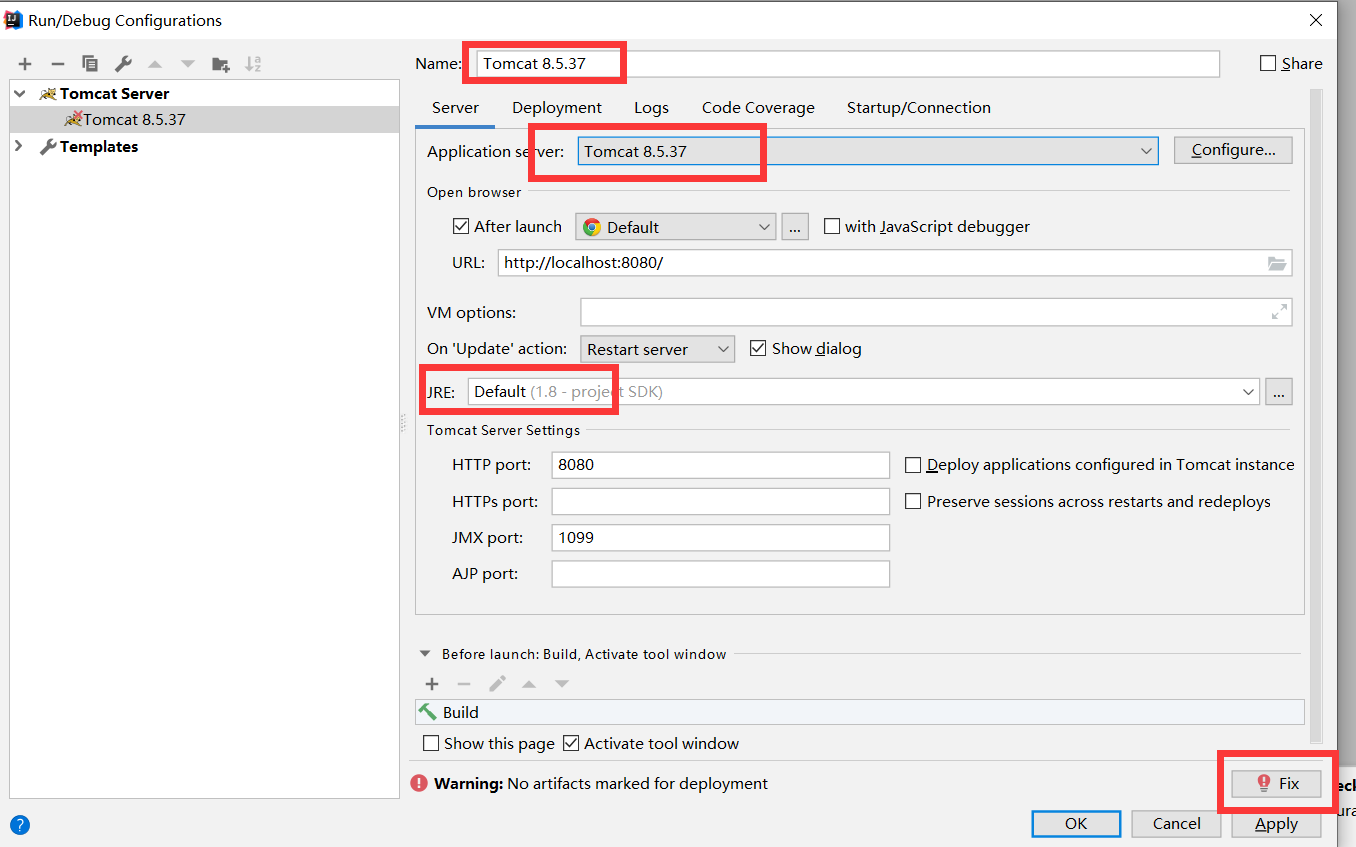 Run/Debug Configurations
Name: Tomcat 8.5.37
Share
Tomcat Server
Tomcat 8.5.37
Templates
Server Deployment Logs Code Coverage Startup/Connection
Application server: Tomcat 8.5.37 Configure...
Open browser
After launch Default ... with JavaScript debugger
URL: http://localhost:8080/
VM options:
On 'Update' action: Restart server Show dialog
JRE: Default (1.8 - project SDK) ...
Tomcat Server Settings
HTTP port: 8080 Deploy applications configured in Tomcat instance
HTTPs port: Preserve sessions across restarts and redeploys
JMX port: 1099
AJP port:
Before launch: Build, Activate tool window
Build
Show this page Activate tool window
Warning: No artifacts marked for deployment Fix
? OK Cancel Apply